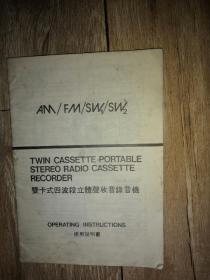 AM/FM/SW₁/SW₂
TWIN CASSETTE PORTABLE
STEREO RADIO CASSETTE
RECORDER
雙卡式四波段立體聲收音錄音機
OPERATING INSTRUCTIONS
使用說明書